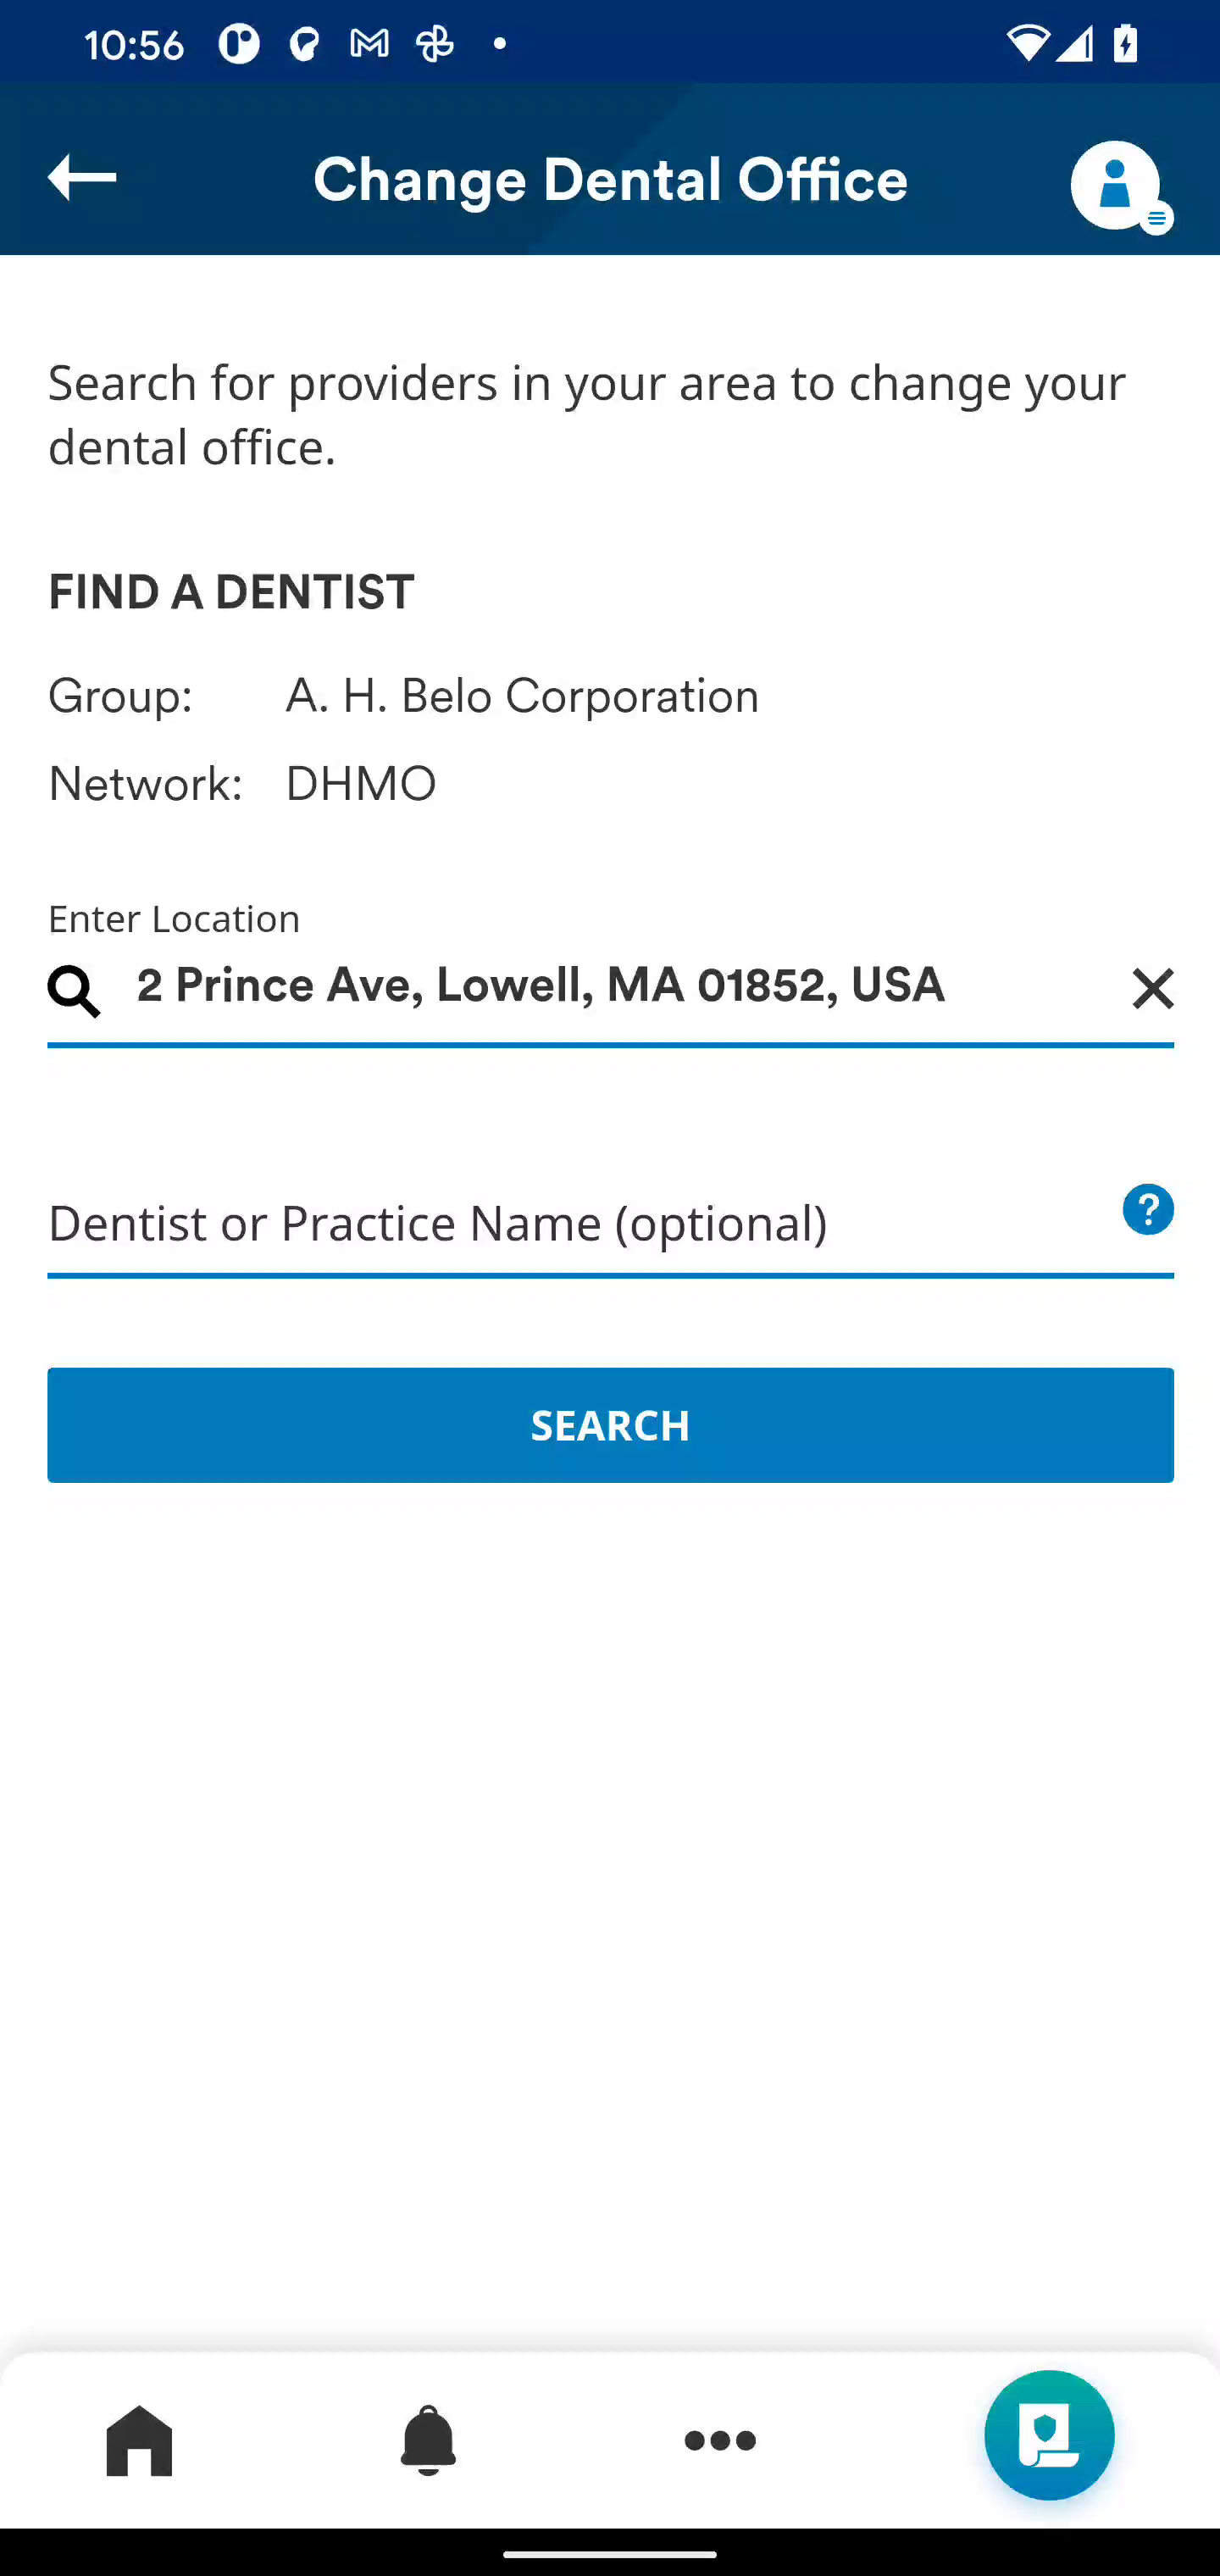 10:56
Change Dental Office
Search for providers in your area to change your
dental office.
FIND A DENTIST
Group: A. H. Belo Corporation
Network: DHMO
Enter Location
2 Prince Ave, Lowell, MA 01852, USA
Dentist or Practice Name (optional)
?
SEARCH